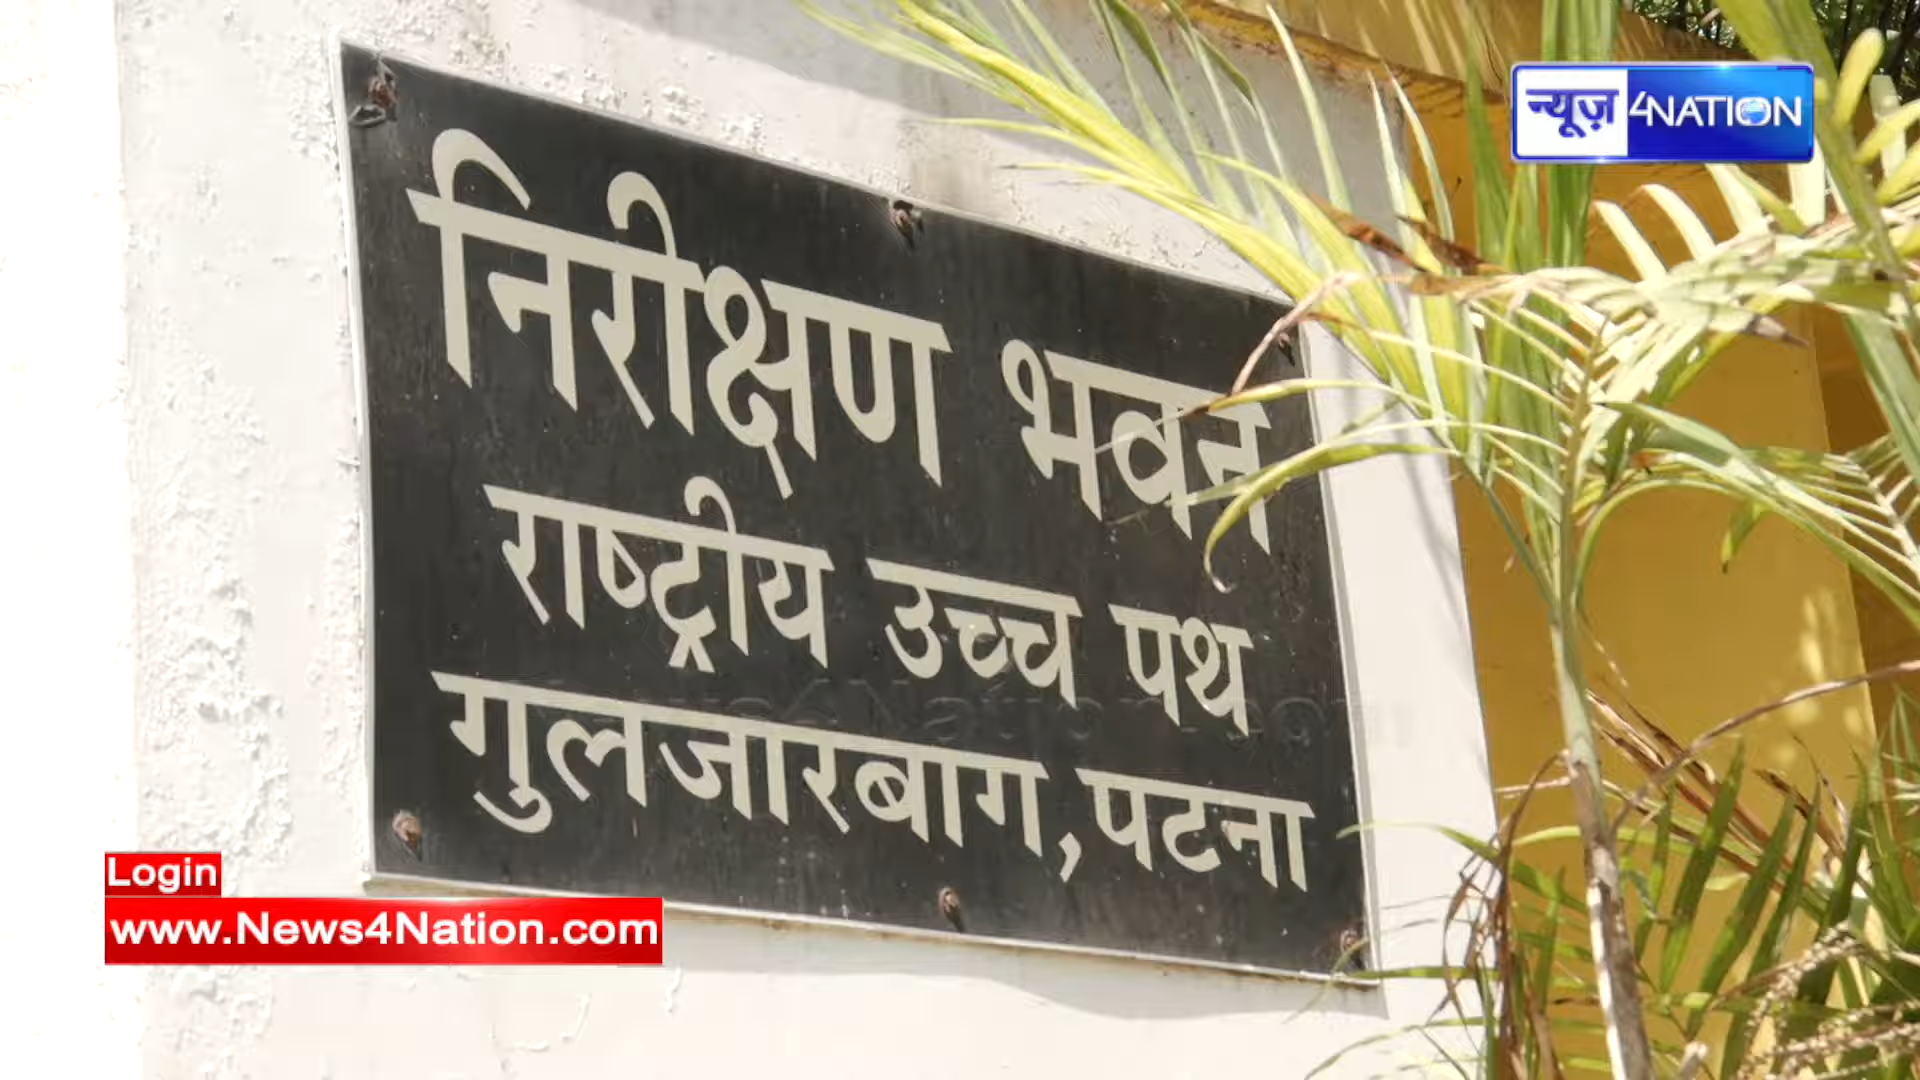 न्यूज़ 4NATION
निरीक्षण भवन
राष्ट्रीय उच्च पथ
गुलजारबाग, पटना
Login
www.News4Nation.com